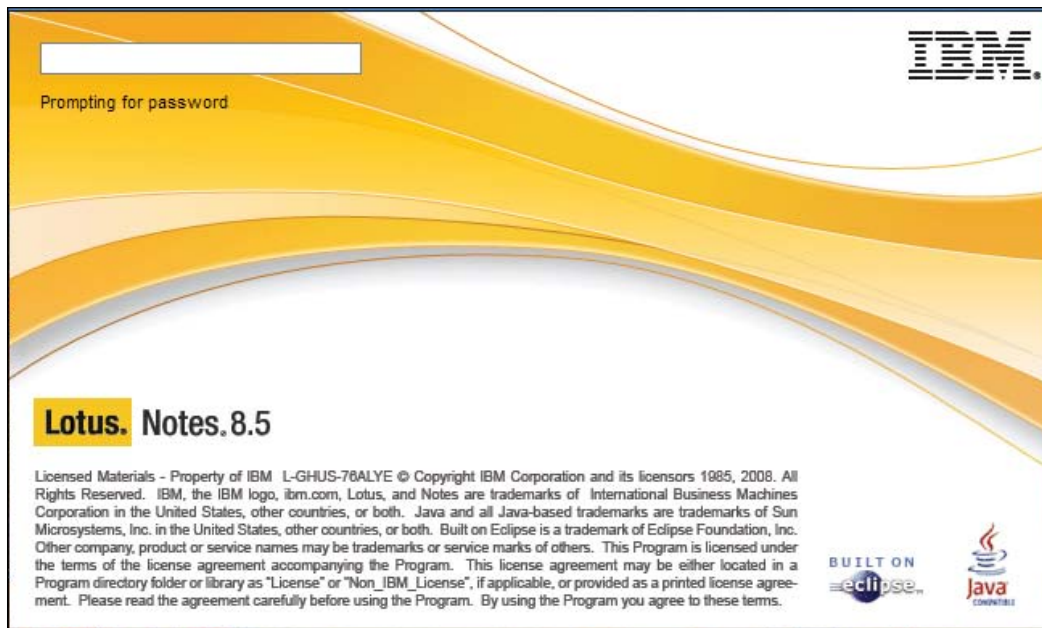 IBM®
Prompting for password
Lotus. Notes. 8.5
Licensed Materials - Property of IBM L-GHUS-76ALYE © Copyright IBM Corporation and its licensors 1985, 2008. All
Rights Reserved. IBM, the IBM logo, ibm.com, Lotus, and Notes are trademarks of International Business Machines
Corporation in the United States, other countries, or both. Java and all Java-based trademarks are trademarks of Sun
Microsystems, Inc. in the United States, other countries, or both. Built on Eclipse is a trademark of Eclipse Foundation, Inc.
Other company, product or service names may be trademarks or service marks of others. This Program is licensed under
the terms of the license agreement accompanying the Program. This license agreement may be either located in a
Program directory folder or library as "License" or "Non_IBM_License", if applicable, or provided as a printed license agree-
ment. Please read the agreement carefully before using the Program. By using the Program you agree to these terms.
BUILT ON
eclipse™
Java™
COMPATIBLE